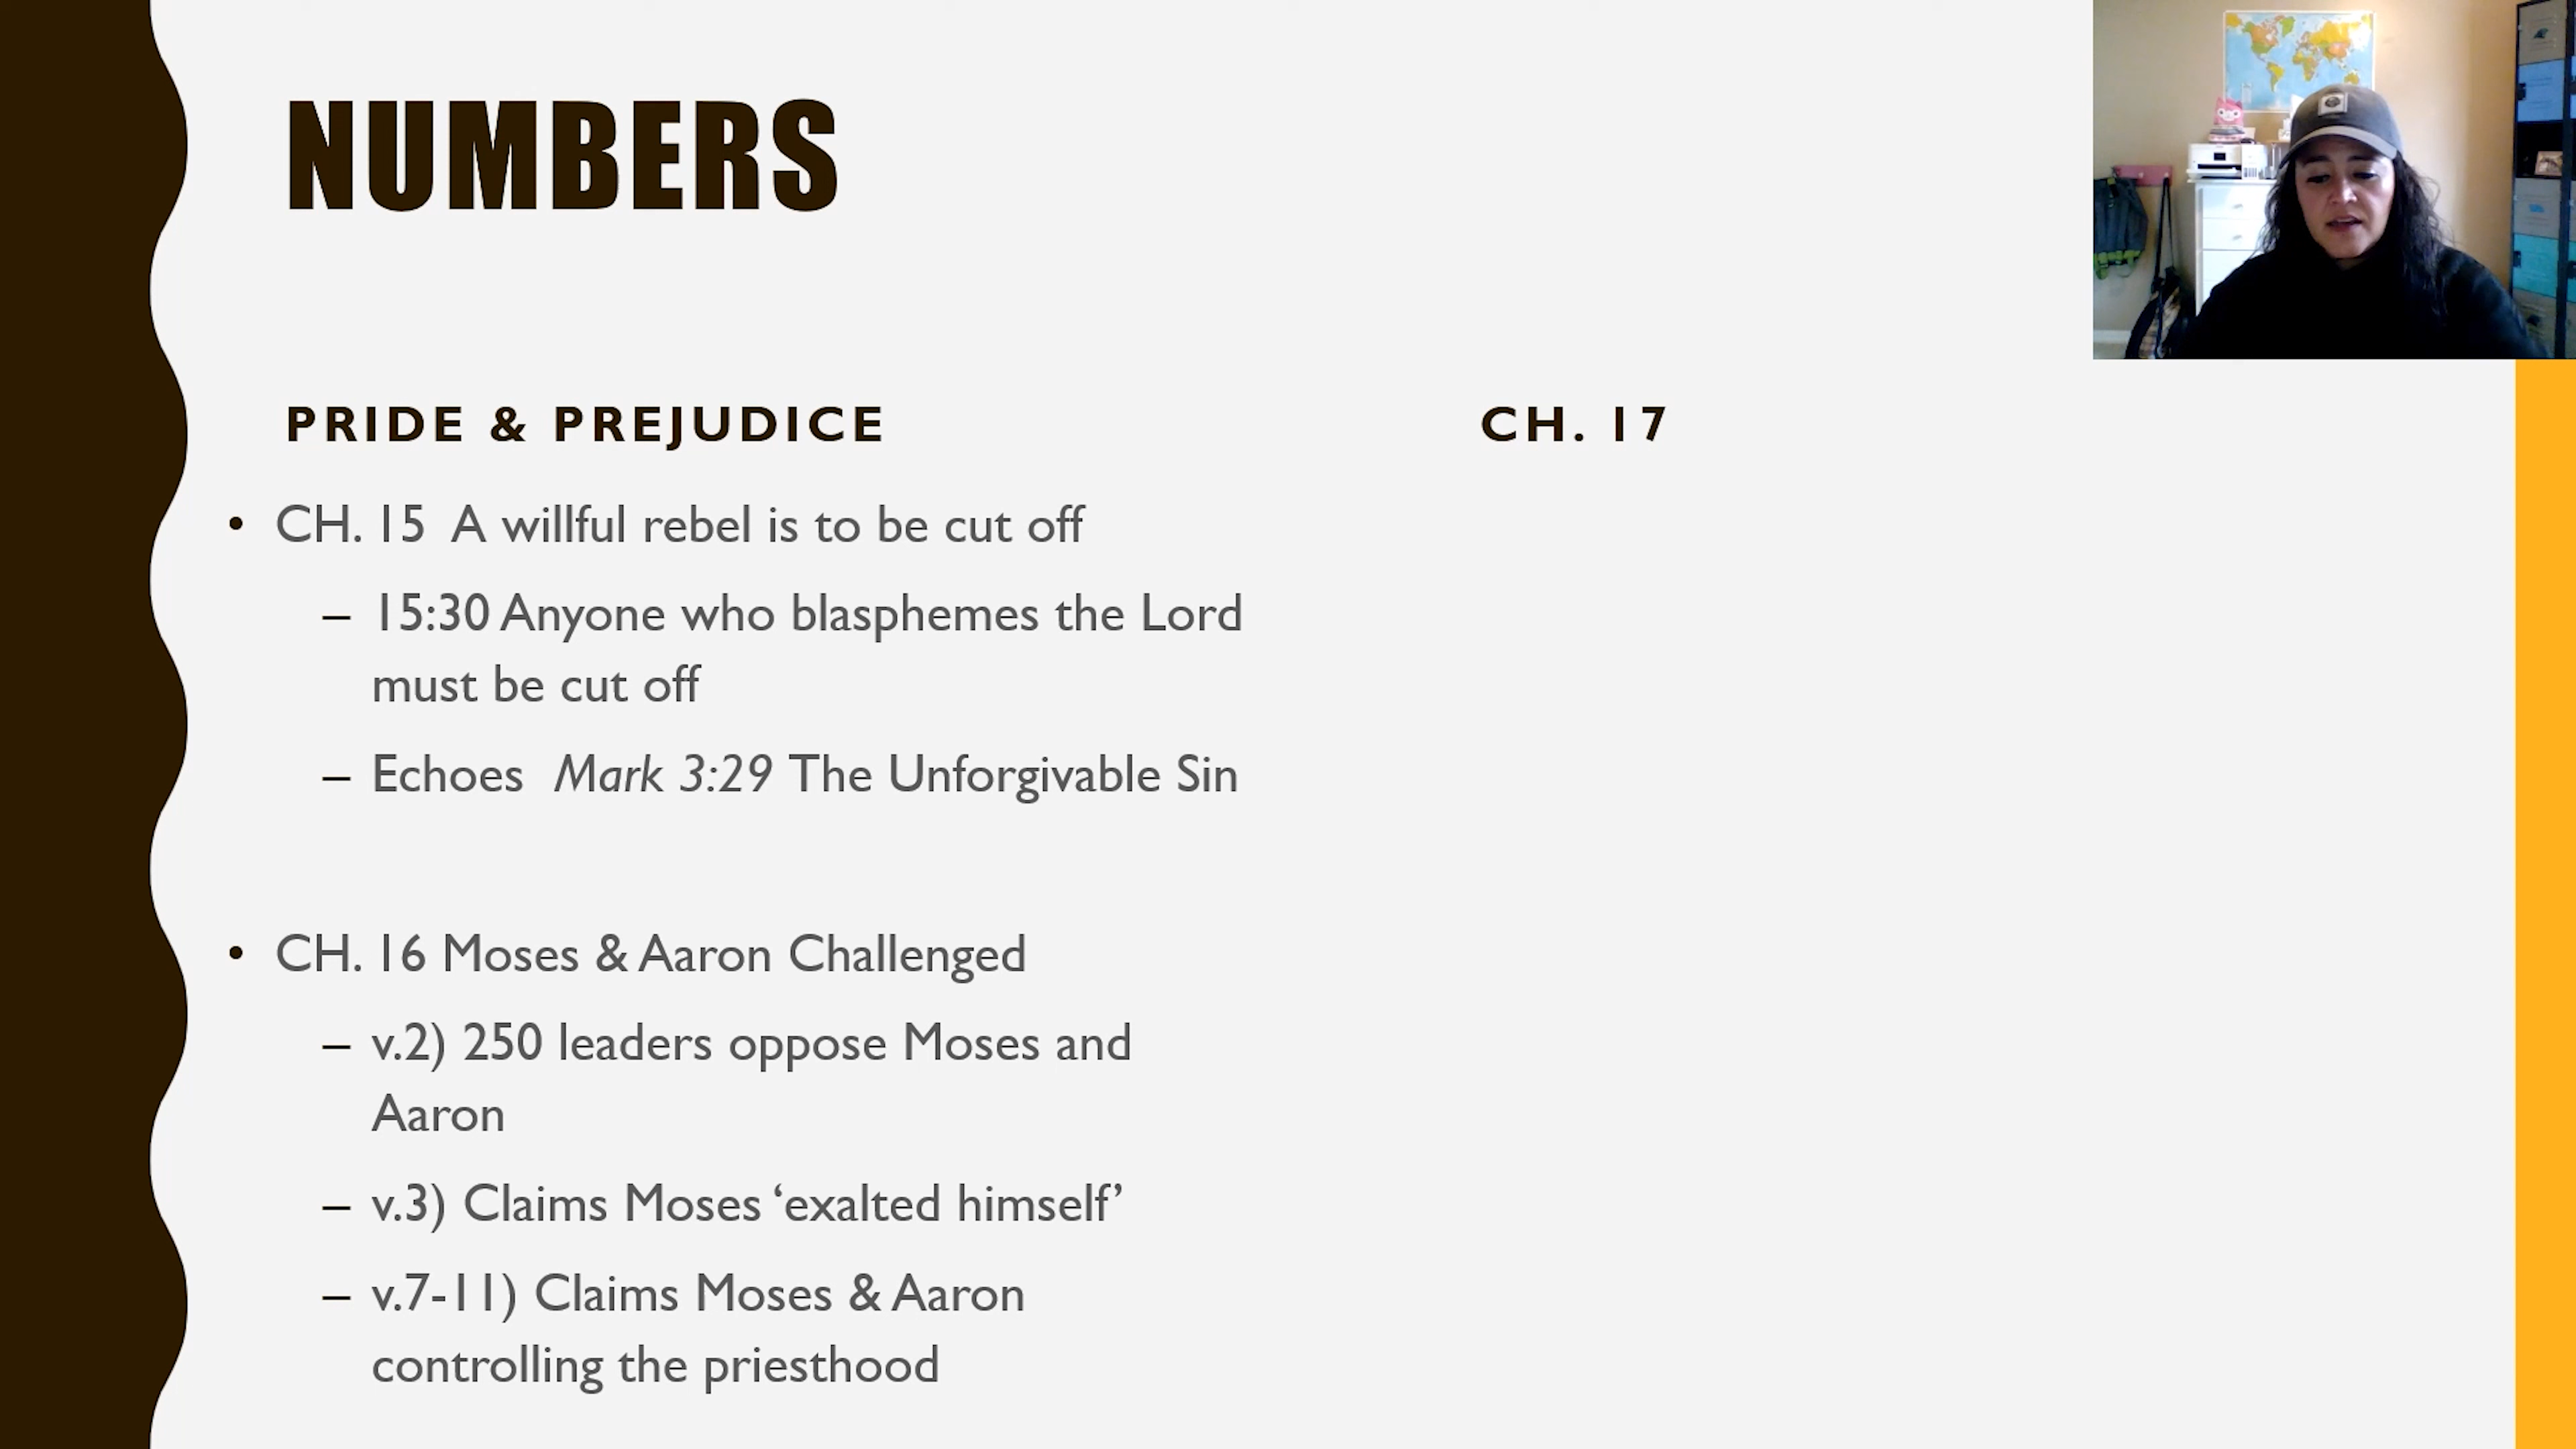 NUMBERS
PRIDE & PREJUDICE
• CH. 15 A willful rebel is to be cut off
– 15:30 Anyone who blasphemes the Lord
must be cut off
– Echoes Mark 3:29 The Unforgivable Sin
• CH. 16 Moses & Aaron Challenged
– v.2) 250 leaders oppose Moses and
Aaron
– v.3) Claims Moses ‘exalted himself’
– v.7-11) Claims Moses & Aaron
controlling the priesthood
CH. 17